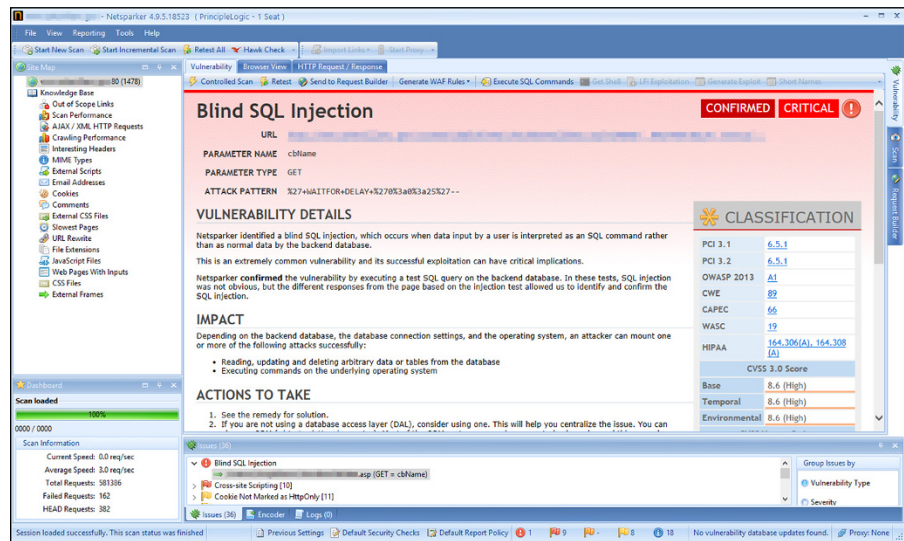 - Netsparker 4.9.5.18523 ( PrincipleLogic - 1 Seat )
File View Reporting Tools Help
Start New Scan Start Incremental Scan Retest All Hawk Check Import Links Start Proxy
Site Map
80 (1478)
Knowledge Base
Out of Scope Links
Scan Performance
AJAX / XML HTTP Requests
Crawling Performance
Interesting Headers
MIME Types
External Scripts
Email Addresses
Cookies
Comments
External CSS Files
Slowest Pages
URL Rewrite
File Extensions
JavaScript Files
Web Pages With Inputs
CSS Files
External Frames
Dashboard
Scan loaded
100%
0000 / 0000
Scan Information
Current Speed: 0.0 req/sec
Average Speed: 3.0 req/sec
Total Requests: 581386
Failed Requests: 162
HEAD Requests: 382
Vulnerability Browser View HTTP Request / Response
Controlled Scan Retest Send to Request Builder Generate WAF Rules Execute SQL Commands Get Shell LFI Exploitation Generate Exploit Short Names
Blind SQL Injection
CONFIRMED CRITICAL
URL
PARAMETER NAME cbName
PARAMETER TYPE GET
ATTACK PATTERN %27+WAITFOR+DELAY+%270%3a0%3a25%27--
VULNERABILITY DETAILS
Netsparker identified a blind SQL injection, which occurs when data input by a user is interpreted as an SQL command rather
than as normal data by the backend database.
This is an extremely common vulnerability and its successful exploitation can have critical implications.
Netsparker confirmed the vulnerability by executing a test SQL query on the backend database. In these tests, SQL injection
was not obvious, but the different responses from the page based on the injection test allowed us to identify and confirm the
SQL injection.
IMPACT
Depending on the backend database, the database connection settings, and the operating system, an attacker can mount one
or more of the following attacks successfully:
• Reading, updating and deleting arbitrary data or tables from the database
• Executing commands on the underlying operating system
ACTIONS TO TAKE
1. See the remedy for solution.
2. If you are not using a database access layer (DAL), consider using one. This will help you centralize the issue. You can
CLASSIFICATION
PCI 3.1 6.5.1
PCI 3.2 6.5.1
OWASP 2013 A1
CWE 89
CAPEC 66
WASC 19
HIPAA 164.306(A), 164.308
(A)
CVSS 3.0 Score
Base 8.6 (High)
Temporal 8.6 (High)
Environmental 8.6 (High)
Vulnerability
Scan
Request Builder
Issues (36)
Blind SQL Injection
.asp (GET = cbName)
Cross-site Scripting [10]
Cookie Not Marked as HttpOnly [11]
Group Issues by
Vulnerability Type
Severity
Issues (36) Encoder Logs (0)
Session loaded successfully. This scan status was finished Previous Settings Default Security Checks Default Report Policy 1 9 - 8 18 No vulnerability database updates found. Proxy: None